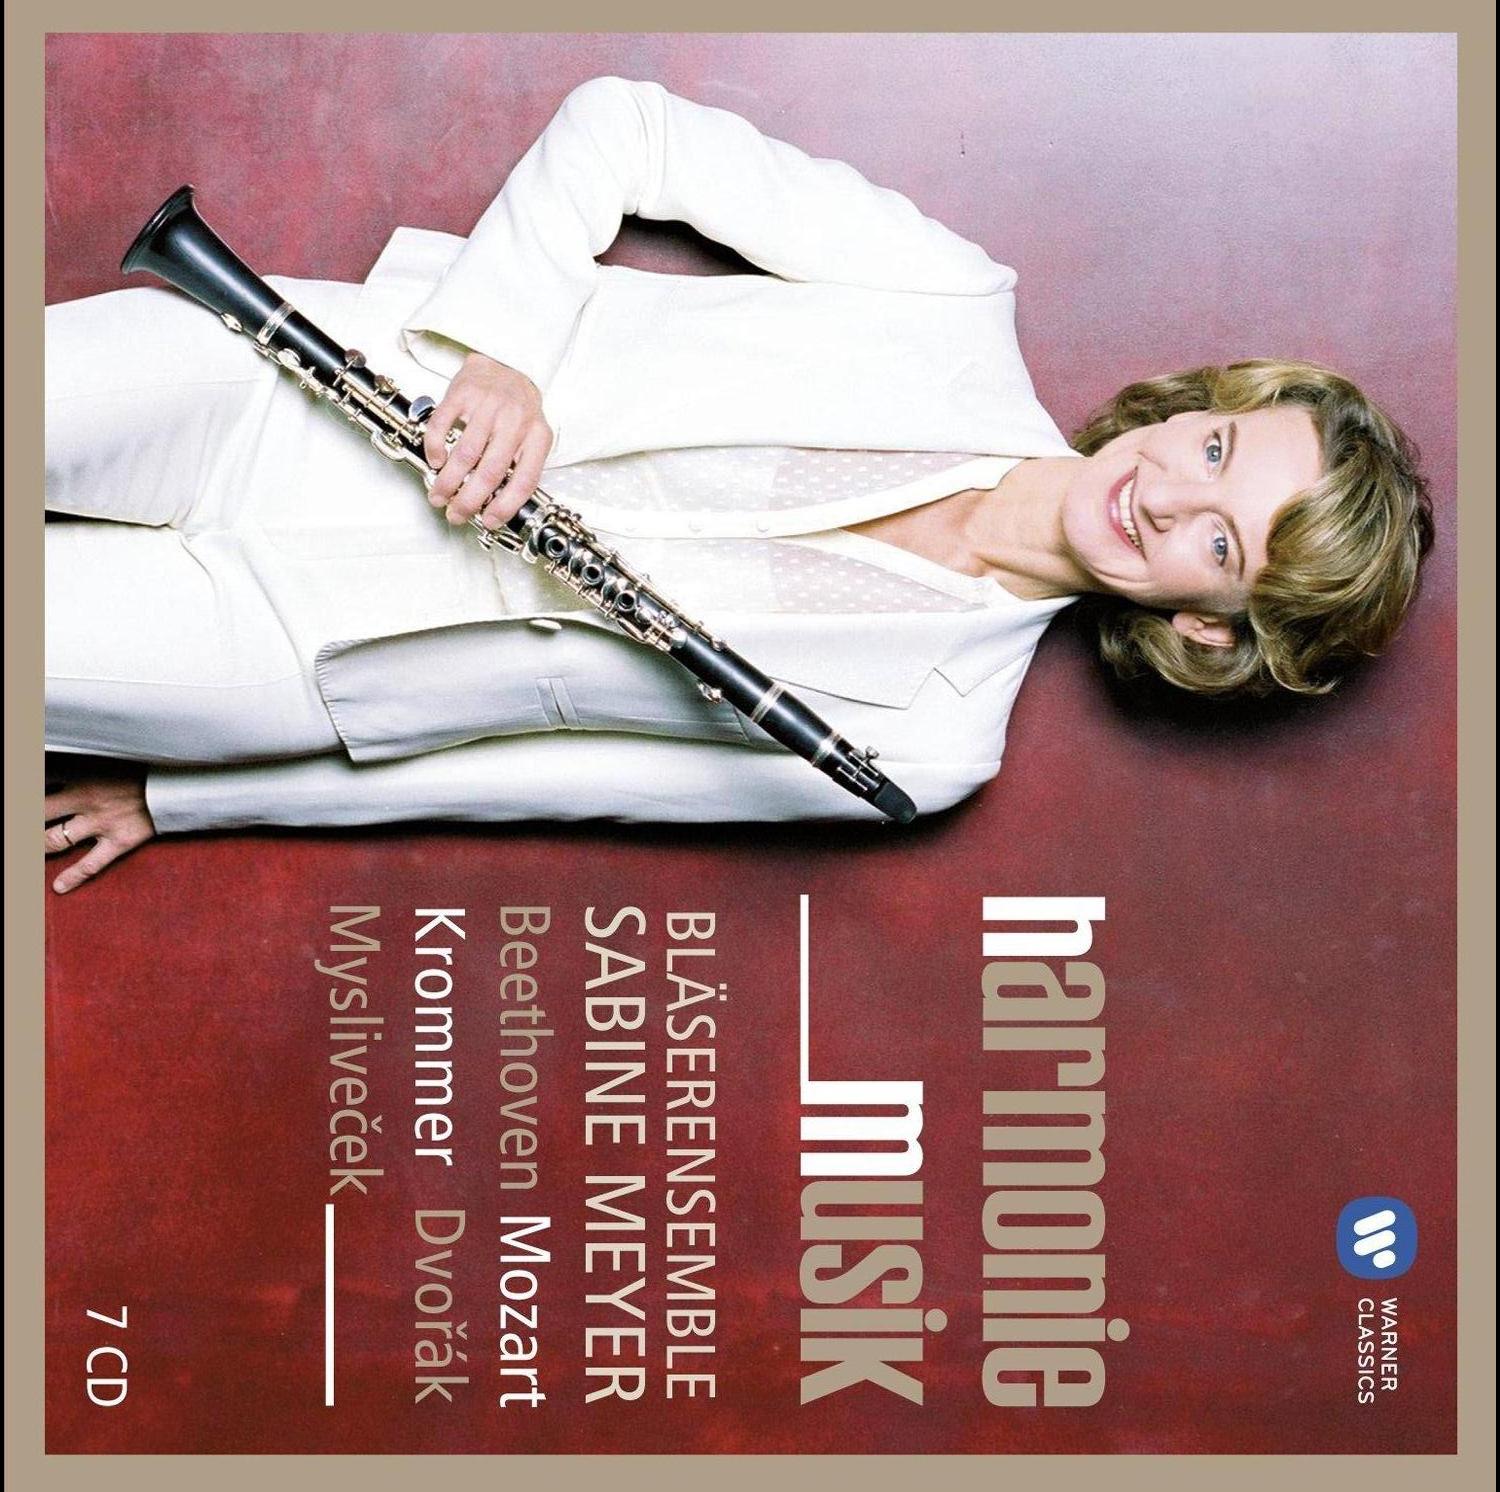 WARNER
CLASSICS
harmonie
musik
BLÄSERENSEMBLE
SABINE MEYER
Beethoven Mozart
Krommer Dvořák
Mysliveček
7 CD